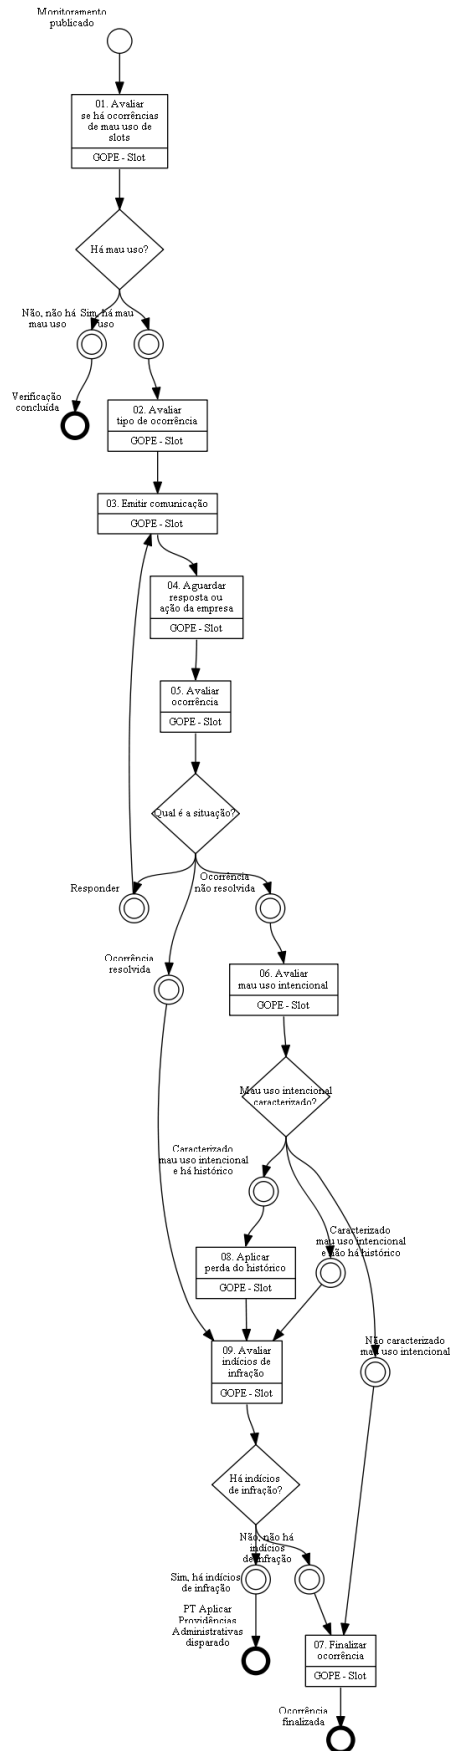 Monitoramento
publicado
01. Avaliar
se há ocorrências
de mau uso de
slots
GOPE - Slot
Há mau uso?
Não, não há
mau uso
Sim, há mau
uso
Verificação
concluída
02. Avaliar
tipo de ocorrência
GOPE - Slot
03. Emitir comunicação
GOPE - Slot
04. Aguardar
resposta ou
ação da empresa
GOPE - Slot
05. Avaliar
ocorrência
GOPE - Slot
Qual é a situação?
Responder
Ocorrência
não resolvida
Ocorrência
resolvida
06. Avaliar
mau uso intencional
GOPE - Slot
Mau uso intencional
caracterizado?
Caracterizado
mau uso intencional
e há histórico
Caracterizado
mau uso intencional
e não há histórico
08. Aplicar
perda do histórico
GOPE - Slot
Não caracterizado
mau uso intencional
09. Avaliar
indícios de
infração
GOPE - Slot
Há indícios
de infração?
Não, não há
indícios
de infração
Sim, há indícios
de infração
PT Aplicar
Providências
Administrativas
disparado
07. Finalizar
ocorrência
GOPE - Slot
Ocorrência
finalizada